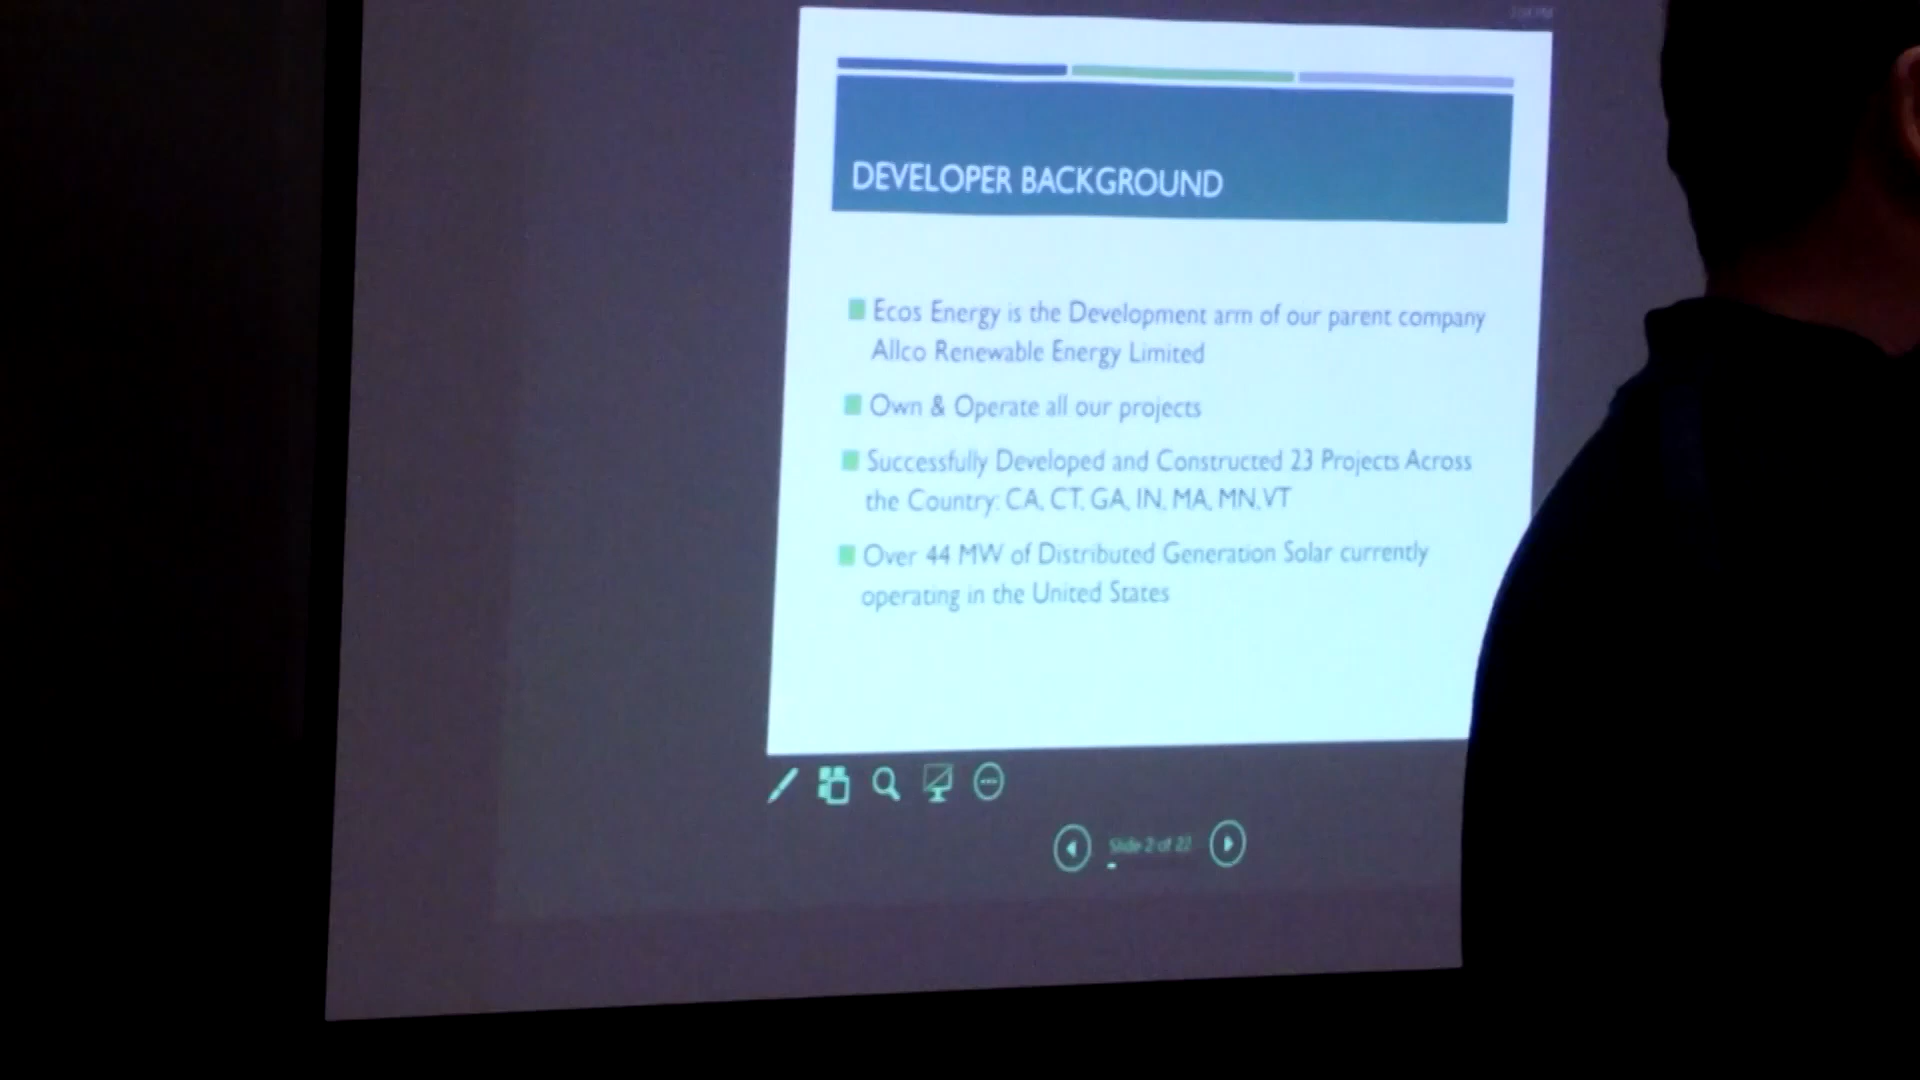 DEVELOPER BACKGROUND
Ecos Energy is the Development arm of our parent company
Allco Renewable Energy Limited
Own & Operate all our projects
Successfully Developed and Constructed 23 Projects Across
the Country: CA, CT, GA, IN, MA, MN, VT
Over 44 MW of Distributed Generation Solar currently
operating in the United States
Slide 2 of 22